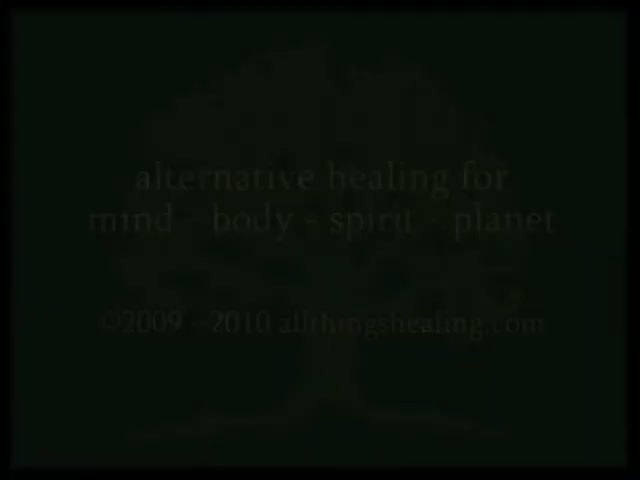 alternative healing for
mind - body - spirit - planet
©2009 - 2010 allthingshealing.com